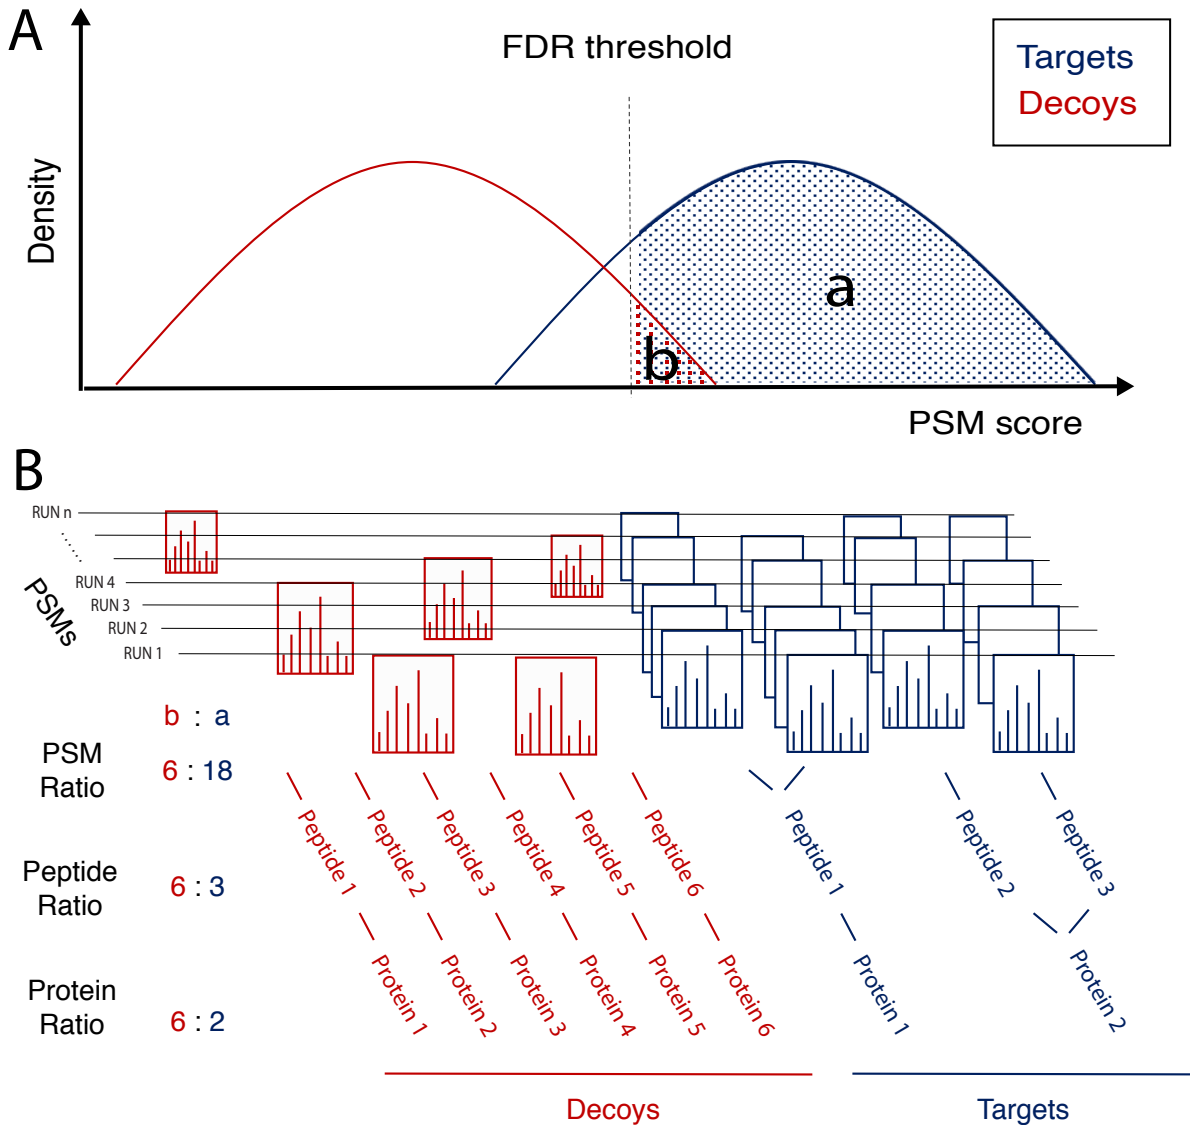 A
FDR threshold
Targets
Decoys
Density
a
b
PSM score
B
RUN n
RUN 4
RUN 3
RUN 2
RUN 1
PSMs
b : a
PSM
Ratio
6 : 18
Peptide 1
Peptide 2
Peptide 3
Peptide 4
Peptide 5
Peptide 6
Peptide 1
Peptide 2
Peptide 3
Peptide
Ratio
6 : 3
Protein 1
Protein 2
Protein 3
Protein 4
Protein 5
Protein 6
Protein 1
Protein 2
Protein
Ratio
6 : 2
Decoys
Targets